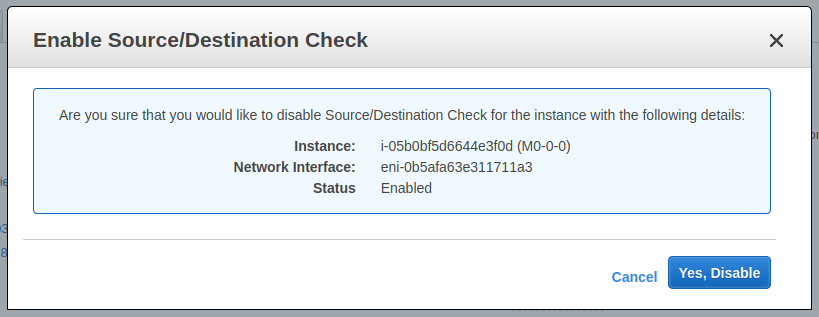 Enable Source/Destination Check
Are you sure that you would like to disable Source/Destination Check for the instance with the following details:
Instance: i-05b0bf5d6644e3f0d (M0-0-0)
Network Interface: eni-0b5afa63e311711a3
Status Enabled
Cancel Yes, Disable